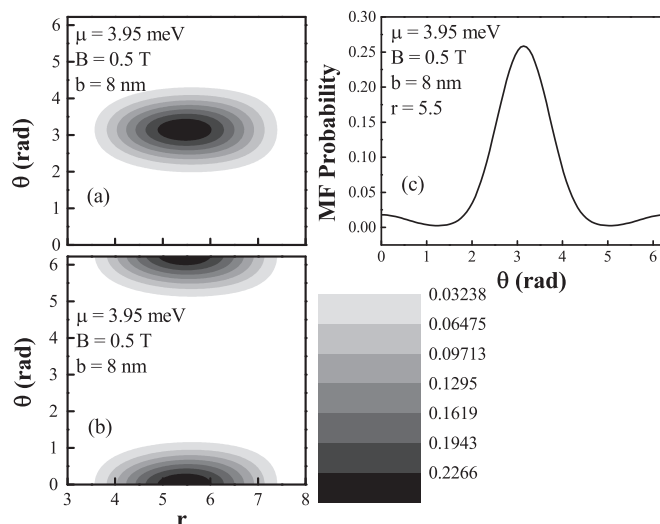 6
5
4
3
2
1
0
θ (rad)
μ = 3.95 meV
B = 0.5 T
b = 8 nm
(a)
6
5
4
3
2
1
0
θ (rad)
μ = 3.95 meV
B = 0.5 T
b = 8 nm
(b)
3 4 5 6 7 8
r
0.30
0.25
0.20
0.15
0.10
0.05
0.00
MF Probability
μ = 3.95 meV
B = 0.5 T
b = 8 nm
r = 5.5
(c)
0 1 2 3 4 5 6
θ (rad)
0.03238
0.06475
0.09713
0.1295
0.1619
0.1943
0.2266